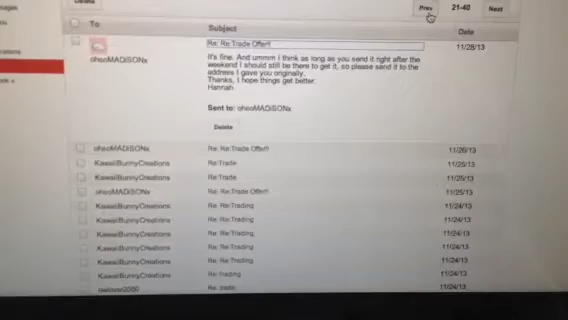 Delete
Prev 21-40 Next
To Subject Date
Re: Re:Trade Offer!! 11/28/13
oheoMADiSONx
It's fine. And ummm I think as long as you send it right after the
weekend I should still be there to get it, so please send it to the
address I gave you originally.
Thanks, I hope things get better.
Hannah
Sent to: oheoMADiSONx
Delete
oheoMADiSONx Re: Re:Trade Offer!! 11/26/13
KawaiiBunnyCreations Re:Trade 11/25/13
KawaiiBunnyCreations Re:Trade 11/25/13
oheoMADiSONx Re: Re:Trade Offer!! 11/25/13
KawaiiBunnyCreations Re: Re:Trading 11/24/13
KawaiiBunnyCreations Re: Re:Trading 11/24/13
KawaiiBunnyCreations Re: Re:Trading 11/24/13
KawaiiBunnyCreations Re: Re:Trading 11/24/13
KawaiiBunnyCreations Re: Re:Trading 11/24/13
KawaiiBunnyCreations Re:Trading 11/24/13
Re: trade 11/24/13